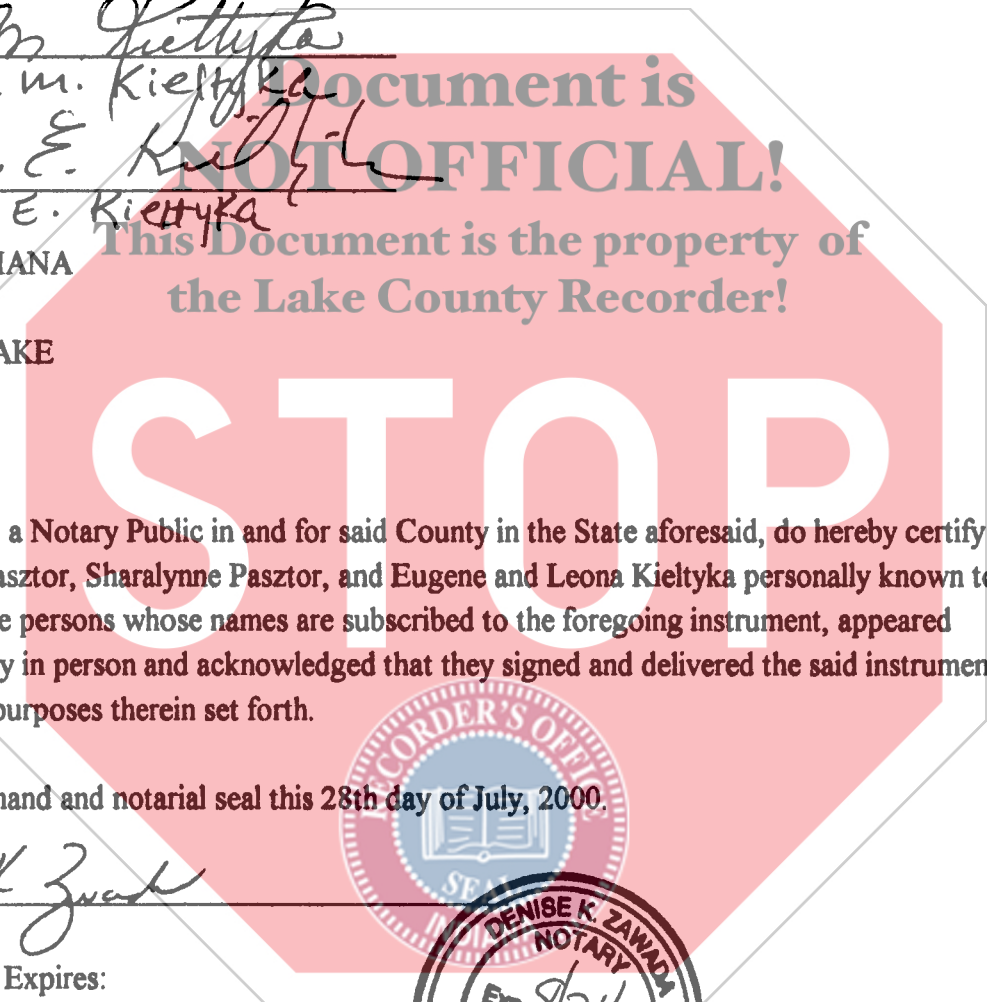 M Kieltyka
Document is
m. Kieltyka
NOT OFFICIAL!
E. Kieltyka
This Document is the property of
IANA
the Lake County Recorder!
AKE
STOP
a Notary Public in and for said County in the State aforesaid, do hereby certify
asztor, Sharalynne Pasztor, and Eugene and Leona Kieltyka personally known to
e persons whose names are subscribed to the foregoing instrument, appeared
y in person and acknowledged that they signed and delivered the said instrumen
purposes therein set forth.
RECORDER'S OFFICE
hand and notarial seal this 28th day of July, 2000.
SEAL
INDIANA
DENISE K. ZAWADA
NOTARY
Expires:
Exp